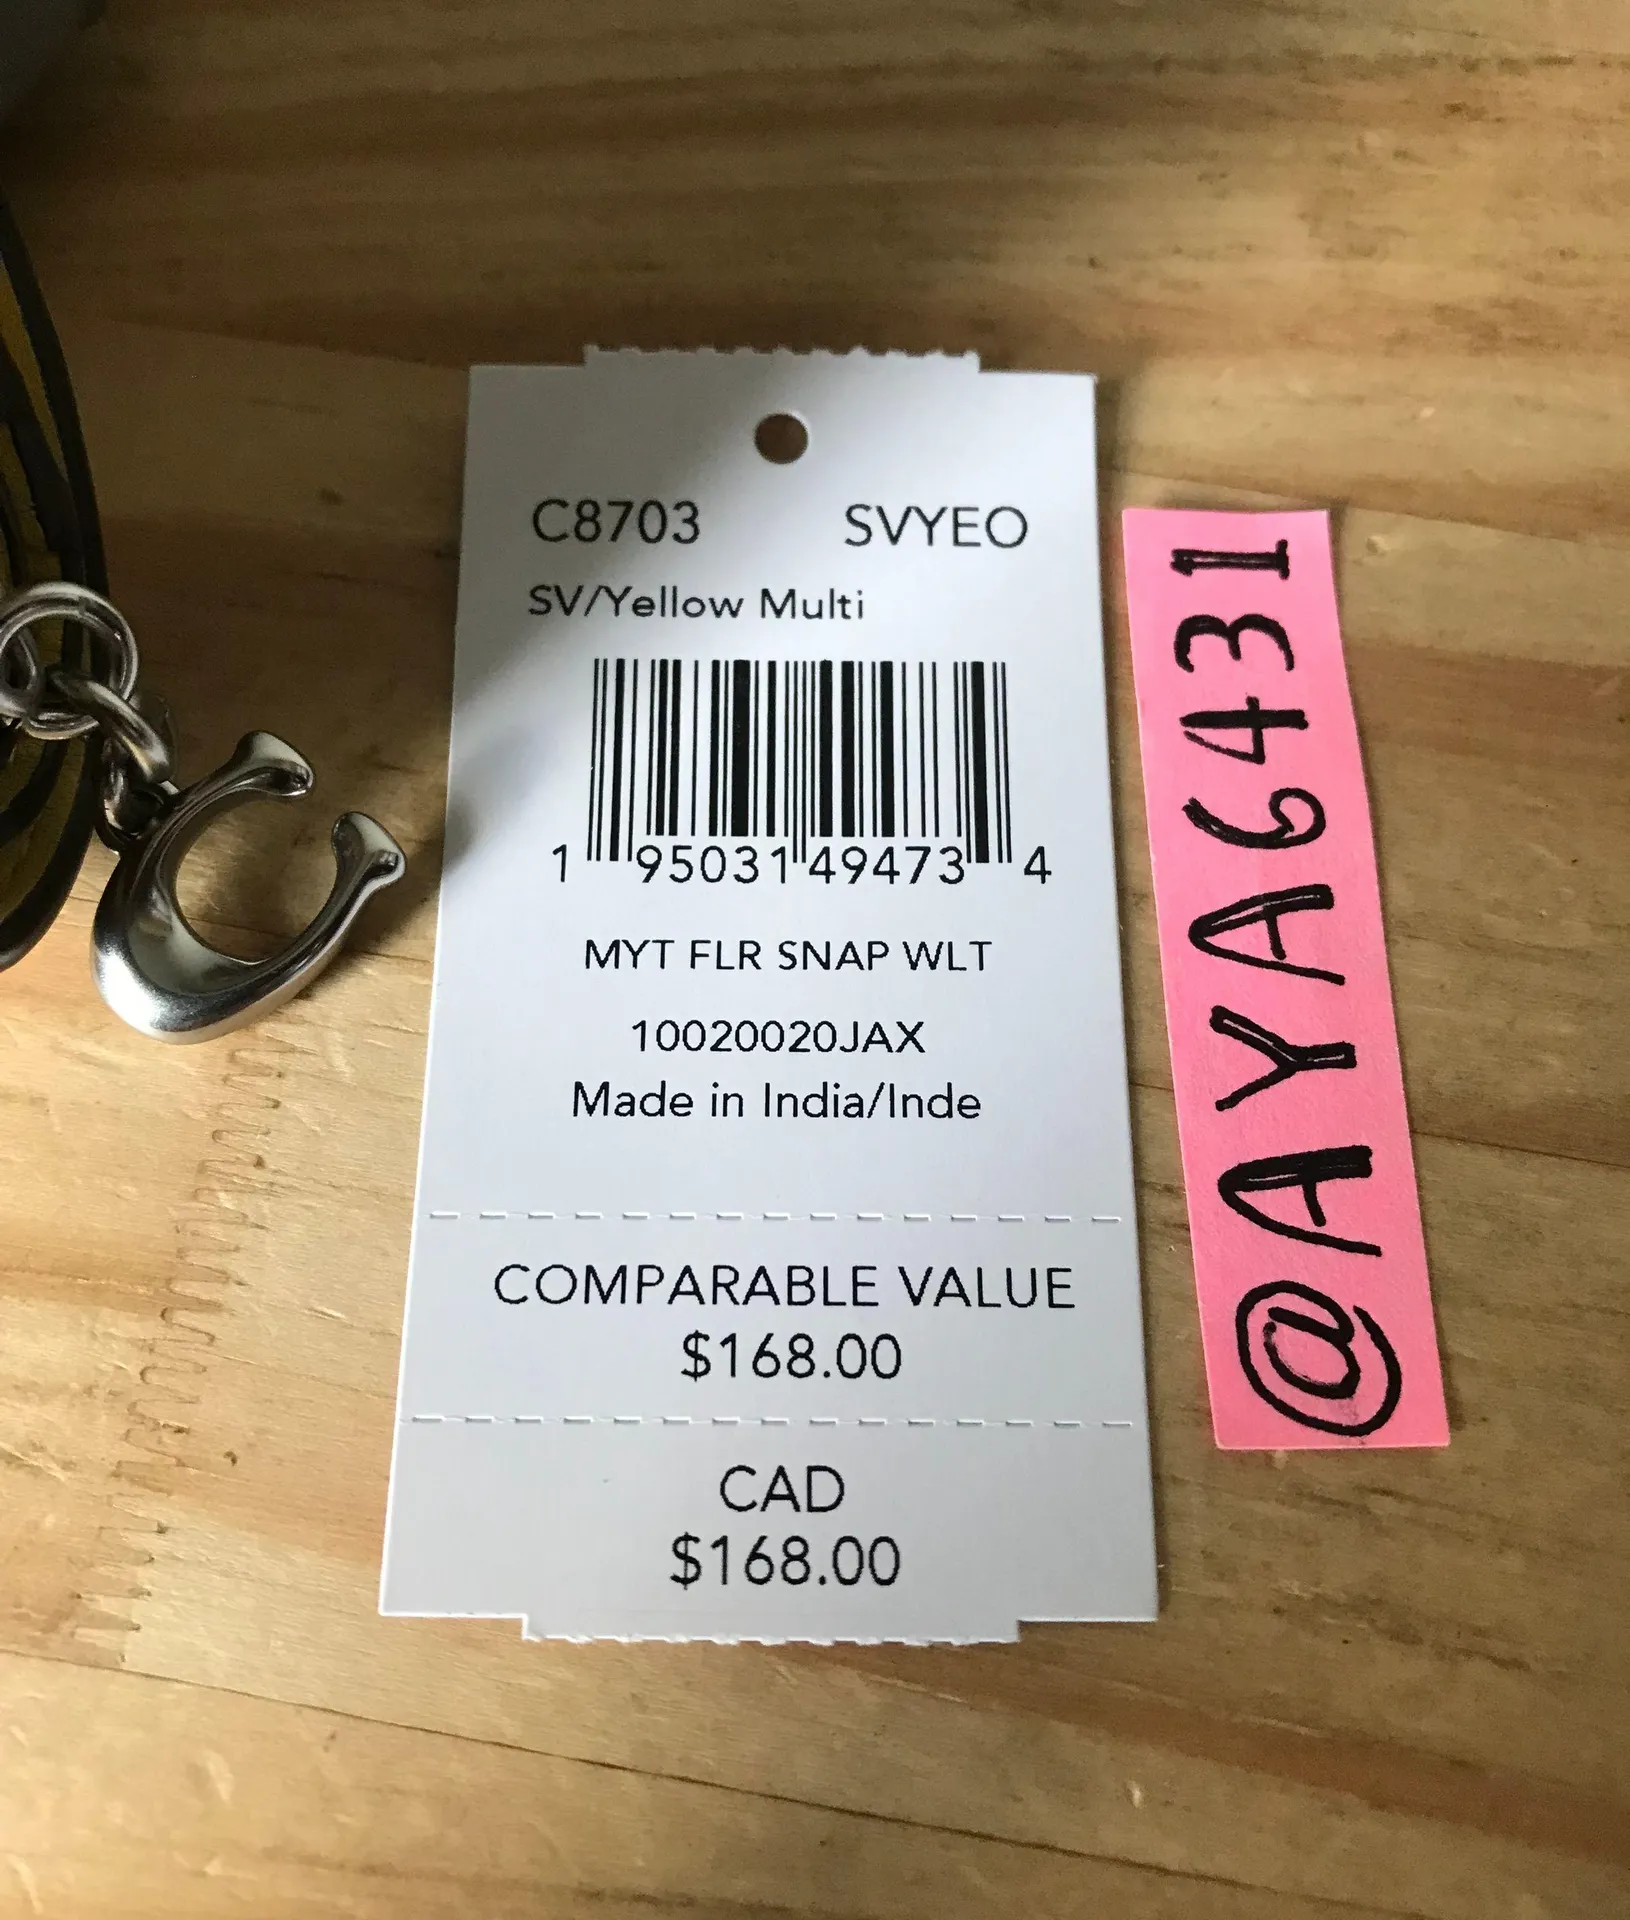 C8703 SVYEO
SV/Yellow Multi
1 95031 49473 4
MYT FLR SNAP WLT
10020020JAX
Made in India/Inde
COMPARABLE VALUE
$168.00
CAD
$168.00
@AYA6431